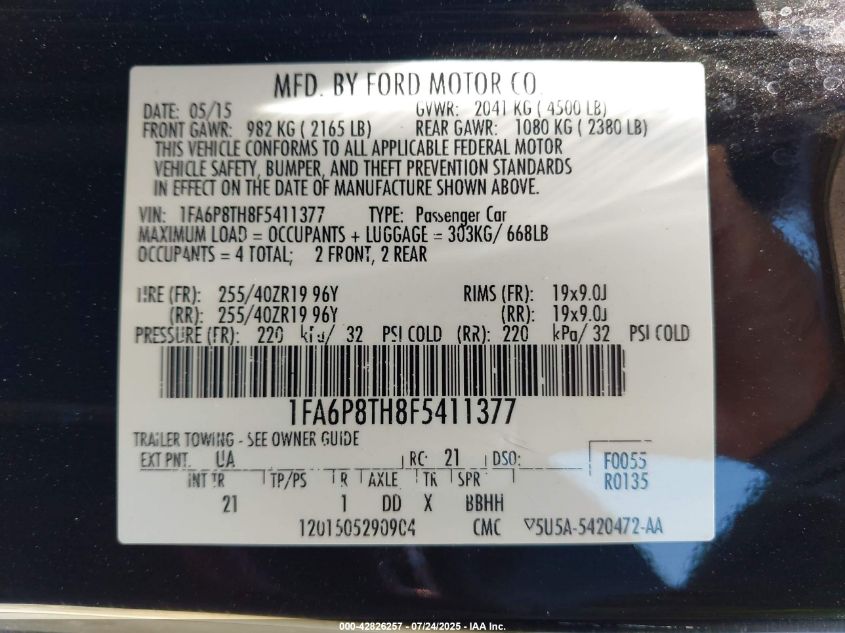 MFD. BY FORD MOTOR CO.
DATE: 05/15 GVWR: 2041 KG ( 4500 LB)
FRONT GAWR: 982 KG ( 2165 LB) REAR GAWR: 1080 KG ( 2380 LB)
THIS VEHICLE CONFORMS TO ALL APPLICABLE FEDERAL MOTOR
VEHICLE SAFETY, BUMPER, AND THEFT PREVENTION STANDARDS
IN EFFECT ON THE DATE OF MANUFACTURE SHOWN ABOVE.
VIN: 1FA6P8TH8F5411377 TYPE: Passenger Car
MAXIMUM LOAD = OCCUPANTS + LUGGAGE = 303KG/ 668LB
OCCUPANTS = 4 TOTAL; 2 FRONT, 2 REAR
TIRE (FR): 255/40ZR19 96Y RIMS (FR): 19x9.0J
(RR): 255/40ZR19 96Y (RR): 19x9.0J
PRESSURE (FR): 220 kPa/ 32 PSI COLD (RR): 220 kPa/ 32 PSI COLD
1FA6P8TH8F5411377
TRAILER TOWING - SEE OWNER GUIDE
EXT PNT: UA RC: 21 DSO: F0055
INT TR TP/PS R AXLE TR SPR R0135
21 1 DD X BBHH
1201505290904 CMC ▽5U5A-5420472-AA
000-42826257 - 07/24/2025 - IAA Inc.